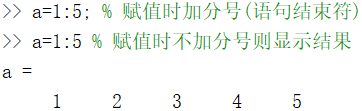 >> a=1:5; % 赋值时加分号(语句结束符)
>> a=1:5 % 赋值时不加分号则显示结果
a =
1 2 3 4 5